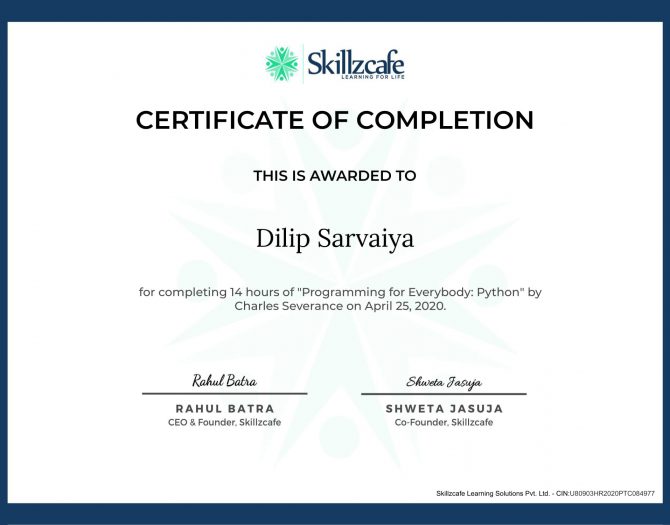 Skillzcafe
LEARNING FOR LIFE
CERTIFICATE OF COMPLETION
THIS IS AWARDED TO
Dilip Sarvaiya
for completing 14 hours of "Programming for Everybody: Python" by
Charles Severance on April 25, 2020.
Rahul Batra
RAHUL BATRA
CEO & Founder, Skillzcafe
Shweta Jasuja
SHWETA JASUJA
Co-Founder, Skillzcafe
Skillzcafe Learning Solutions Pvt. Ltd. - CIN:U80903HR2020PTC084977